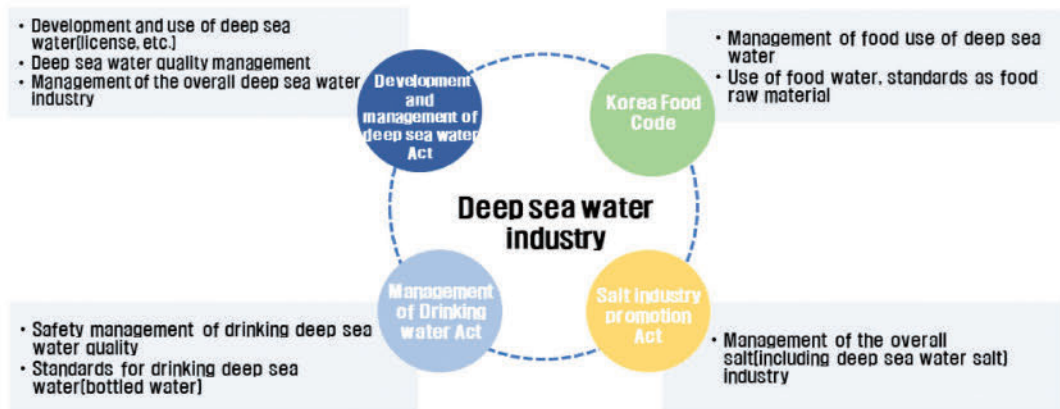 • Development and use of deep sea
water(license, etc.)
• Deep sea water quality management
• Management of the overall deep sea water
industry
Development
and
management of
deep sea water
Act
Korea Food
Code
• Management of food use of deep sea
water
• Use of food water, standards as food
raw material
Deep sea water
industry
• Safety management of drinking deep sea
water quality
• Standards for drinking deep sea
water(bottled water)
Management
of Drinking
water Act
Salt Industry
promotion
Act
• Management of the overall
salt(including deep sea water salt)
industry